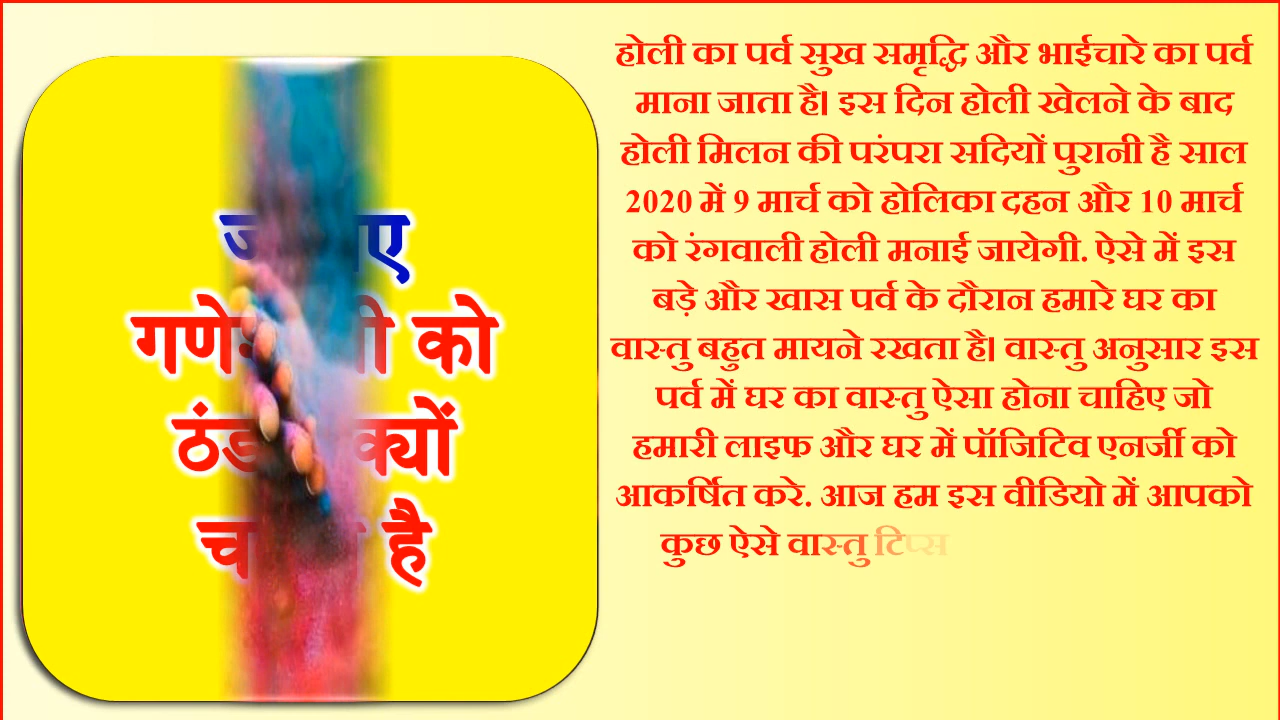 गणे को
क्यों
है
होली का पर्व सुख समृद्धि और भाईचारे का पर्व
माना जाता है। इस दिन होली खेलने के बाद
होली मिलन की परंपरा सदियों पुरानी है साल
2020 में 9 मार्च को होलिका दहन और 10 मार्च
को रंगवाली होली मनाई जायेगी. ऐसे में इस
बड़े और खास पर्व के दौरान हमारे घर का
वास्तु बहुत मायने रखता है। वास्तु अनुसार इस
पर्व में घर का वास्तु ऐसा होना चाहिए जो
हमारी लाइफ और घर में पॉजिटिव एनर्जी को
आकर्षित करे. आज हम इस वीडियो में आपको
कुछ ऐसे वास्तु टिप्स